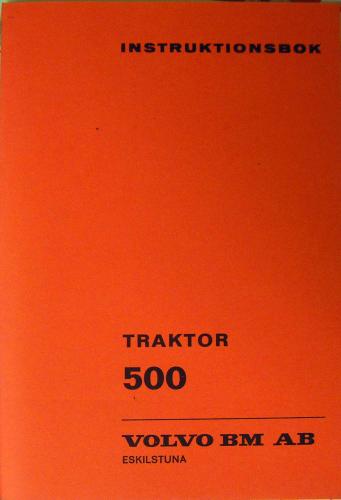 INSTRUKTIONSBOK
TRAKTOR
500
VOLVO BM AB
ESKILSTUNA